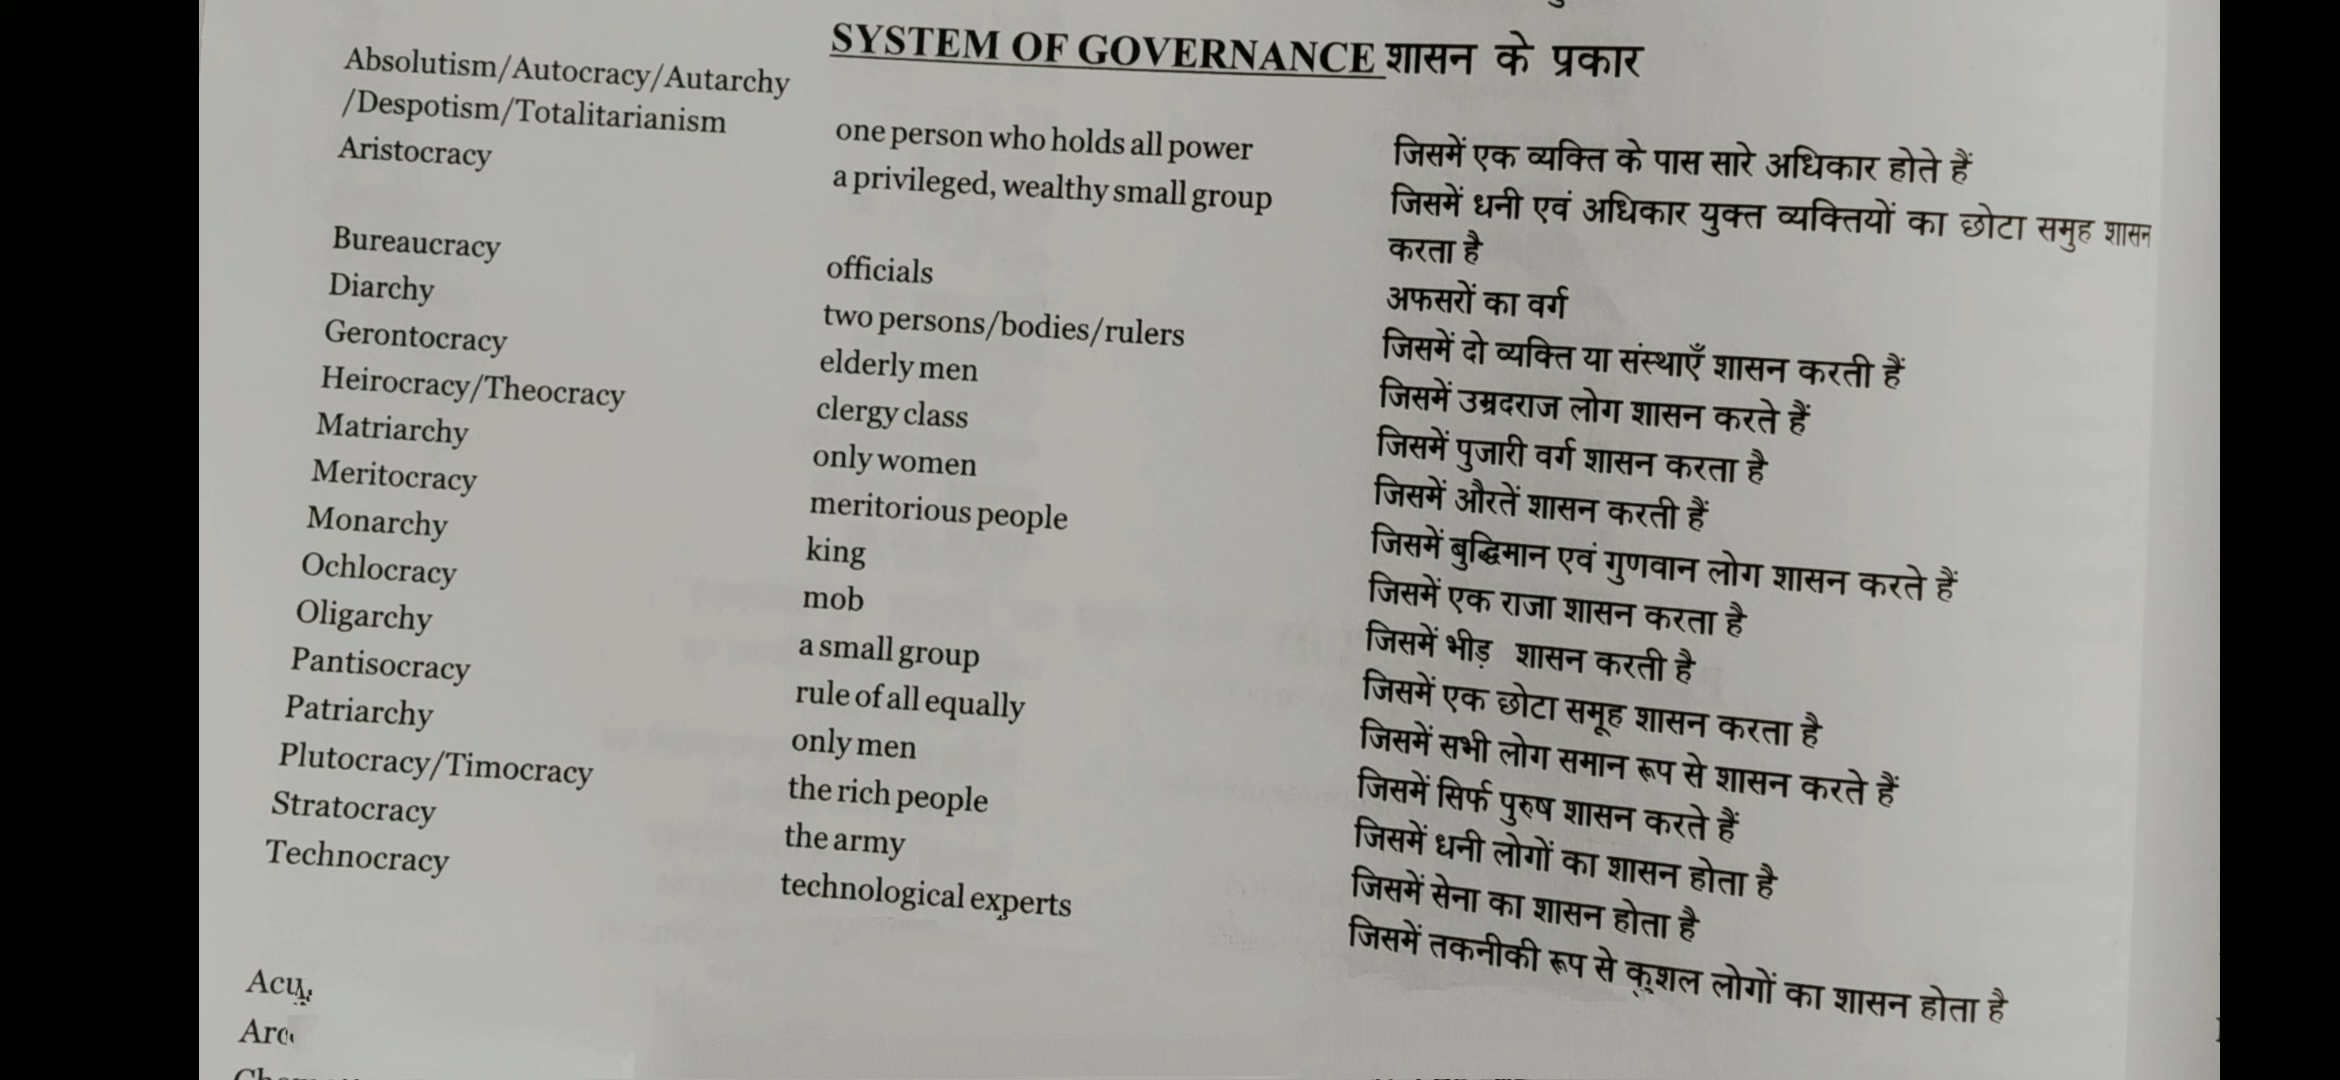 SYSTEM OF GOVERNANCE शासन के प्रकार
Absolutism/Autocracy/Autarchy
/Despotism/Totalitarianism one person who holds all power जिसमें एक व्यक्ति के पास सारे अधिकार होते हैं
Aristocracy a privileged, wealthy small group जिसमें धनी एवं अधिकार युक्त व्यक्तियों का छोटा समुह शासन
करता है
Bureaucracy officials अफसरों का वर्ग
Diarchy two persons/bodies/rulers जिसमें दो व्यक्ति या संस्थाएँ शासन करती हैं
Gerontocracy elderly men जिसमें उम्रदराज लोग शासन करते हैं
Heirocracy/Theocracy clergy class जिसमें पुजारी वर्ग शासन करता है
Matriarchy only women जिसमें औरतें शासन करती हैं
Meritocracy meritorious people जिसमें बुद्धिमान एवं गुणवान लोग शासन करते हैं
Monarchy king जिसमें एक राजा शासन करता है
Ochlocracy mob जिसमें भीड़ शासन करती है
Oligarchy a small group जिसमें एक छोटा समूह शासन करता है
Pantisocracy rule of all equally जिसमें सभी लोग समान रूप से शासन करते हैं
Patriarchy only men जिसमें सिर्फ पुरुष शासन करते हैं
Plutocracy/Timocracy the rich people जिसमें धनी लोगों का शासन होता है
Stratocracy the army जिसमें सेना का शासन होता है
Technocracy technological experts जिसमें तकनीकी रूप से कुशल लोगों का शासन होता है